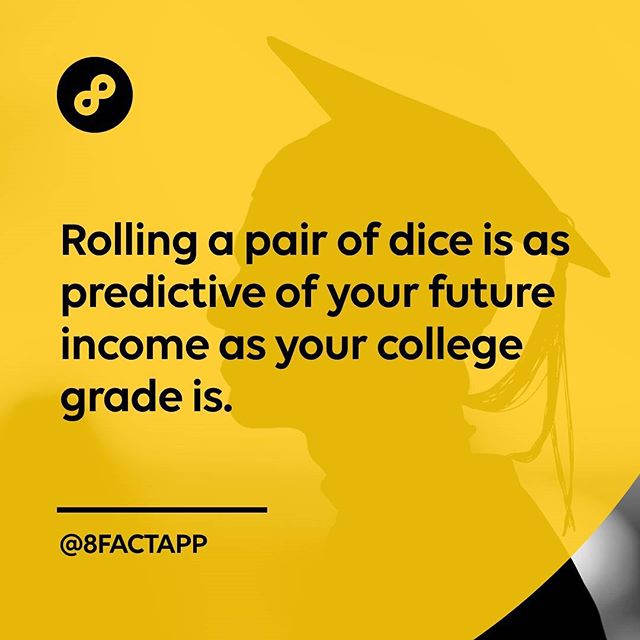 Rolling a pair of dice is as
predictive of your future
income as your college
grade is.
@8FACTAPP